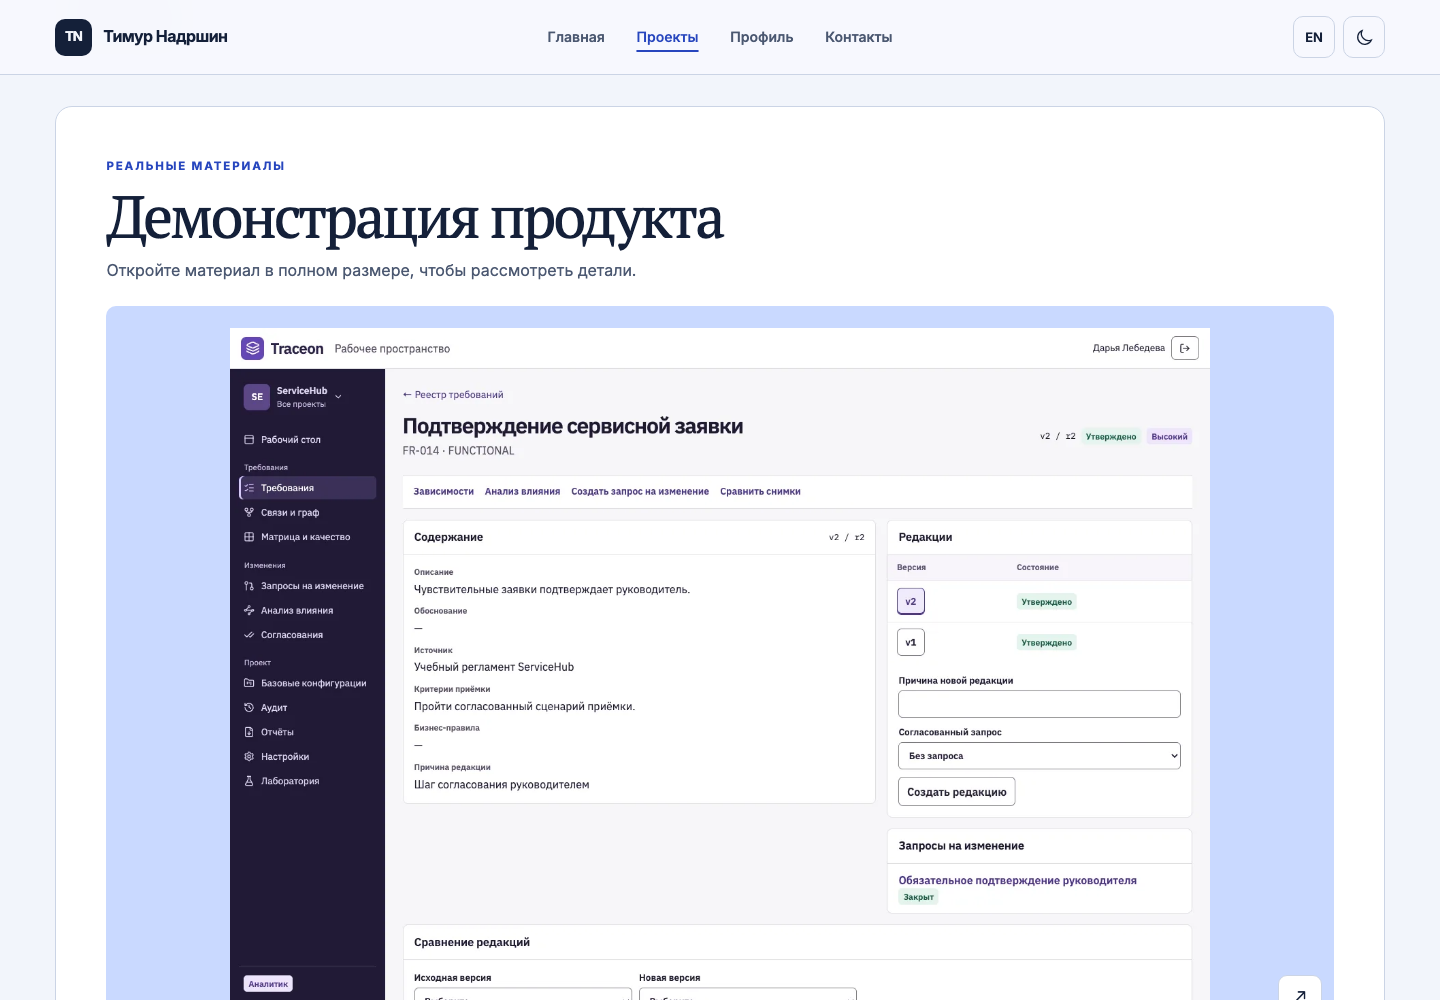 TN Тимур Надршин Главная Проекты Профиль Контакты EN
РЕАЛЬНЫЕ МАТЕРИАЛЫ
Демонстрация продукта
Откройте материал в полном размере, чтобы рассмотреть детали.
Traceon Рабочее пространство Дарья Лебедева
SE ServiceHub
Все проекты
Рабочий стол
Требования
Требования
Связи и граф
Матрица и качество
Изменения
Запросы на изменение
Анализ влияния
Согласования
Проект
Базовые конфигурации
Аудит
Отчёты
Настройки
Лаборатория
Аналитик
← Реестр требований
Подтверждение сервисной заявки
FR-014 · FUNCTIONAL
v2 / r2 Утверждено Высокий
Зависимости Анализ влияния Создать запрос на изменение Сравнить снимки
Содержание v2 / r2
Описание
Чувствительные заявки подтверждает руководитель.
Обоснование
—
Источник
Учебный регламент ServiceHub
Критерии приёмки
Пройти согласованный сценарий приёмки.
Бизнес-правила
—
Причина редакции
Шаг согласования руководителем
Редакции
Версия Состояние
v2 Утверждено
v1 Утверждено
Причина новой редакции
Согласованный запрос
Без запроса
Создать редакцию
Запросы на изменение
Обязательное подтверждение руководителя
Закрыт
Сравнение редакций
Исходная версия Новая версия